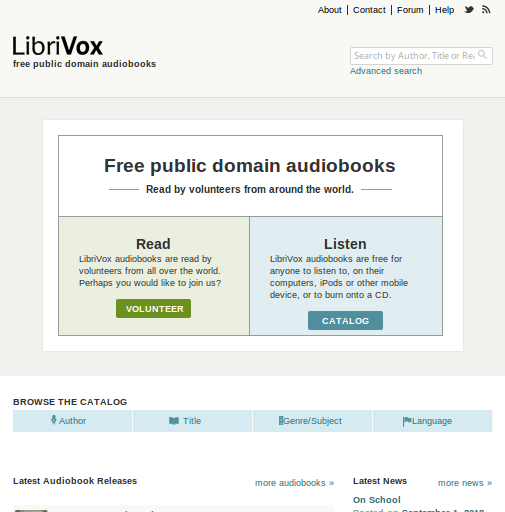 About Contact Forum Help
LibriVox
free public domain audiobooks
Search by Author, Title or Rea
Advanced search
Free public domain audiobooks
Read by volunteers from around the world.
Read
LibriVox audiobooks are read by
volunteers from all over the world.
Perhaps you would like to join us?
VOLUNTEER
Listen
LibriVox audiobooks are free for
anyone to listen to, on their
computers, iPods or other mobile
device, or to burn onto a CD.
CATALOG
BROWSE THE CATALOG
Author Title Genre/Subject Language
Latest Audiobook Releases more audiobooks »
Latest News more news »
On School
Posted on September 1, 2019